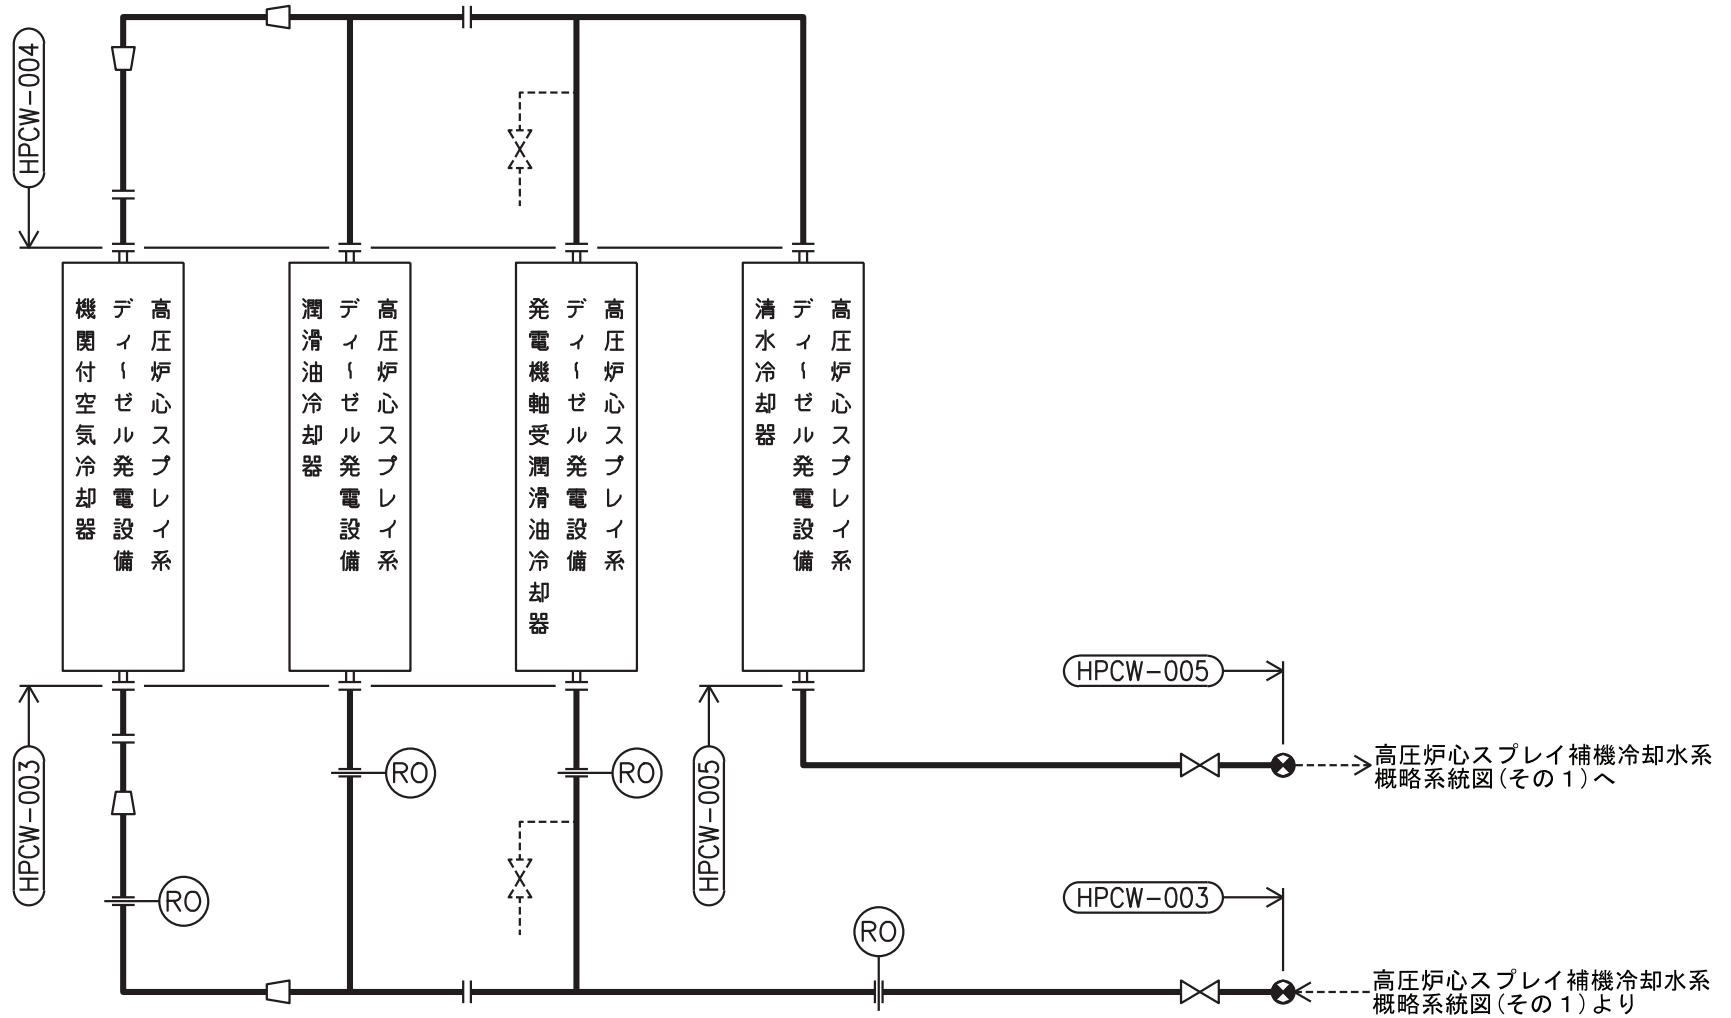 HPCW-004
高圧炉心スプレイ系
ディーゼル発電設備
機関付空気冷却器
高圧炉心スプレイ系
ディーゼル発電設備
潤滑油冷却器
高圧炉心スプレイ系
ディーゼル発電設備
発電機軸受潤滑油冷却器
高圧炉心スプレイ系
ディーゼル発電設備
清水冷却器
HPCW-003
RO
RO
RO
HPCW-005
RO
HPCW-005
高圧炉心スプレイ補機冷却水系
概略系統図(その1)へ
HPCW-003
高圧炉心スプレイ補機冷却水系
概略系統図(その1)より